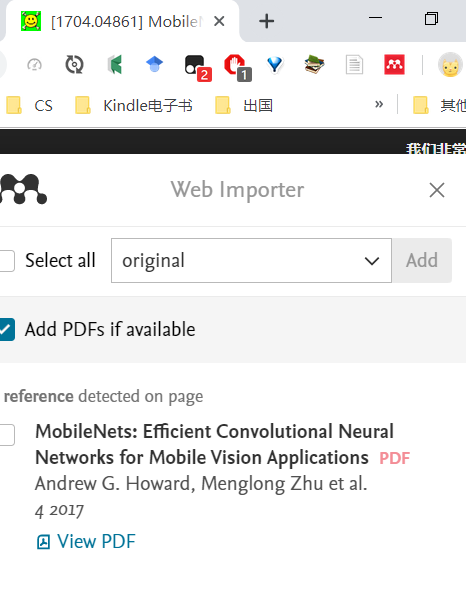 [1704.04861] Mobile
2
1
CS
Kindle电子书
出国
»
其他
我们非常
Web Importer
Select all
original
Add
Add PDFs if available
reference detected on page
MobileNets: Efficient Convolutional Neural
Networks for Mobile Vision Applications PDF
Andrew G. Howard, Menglong Zhu et al.
4 2017
View PDF